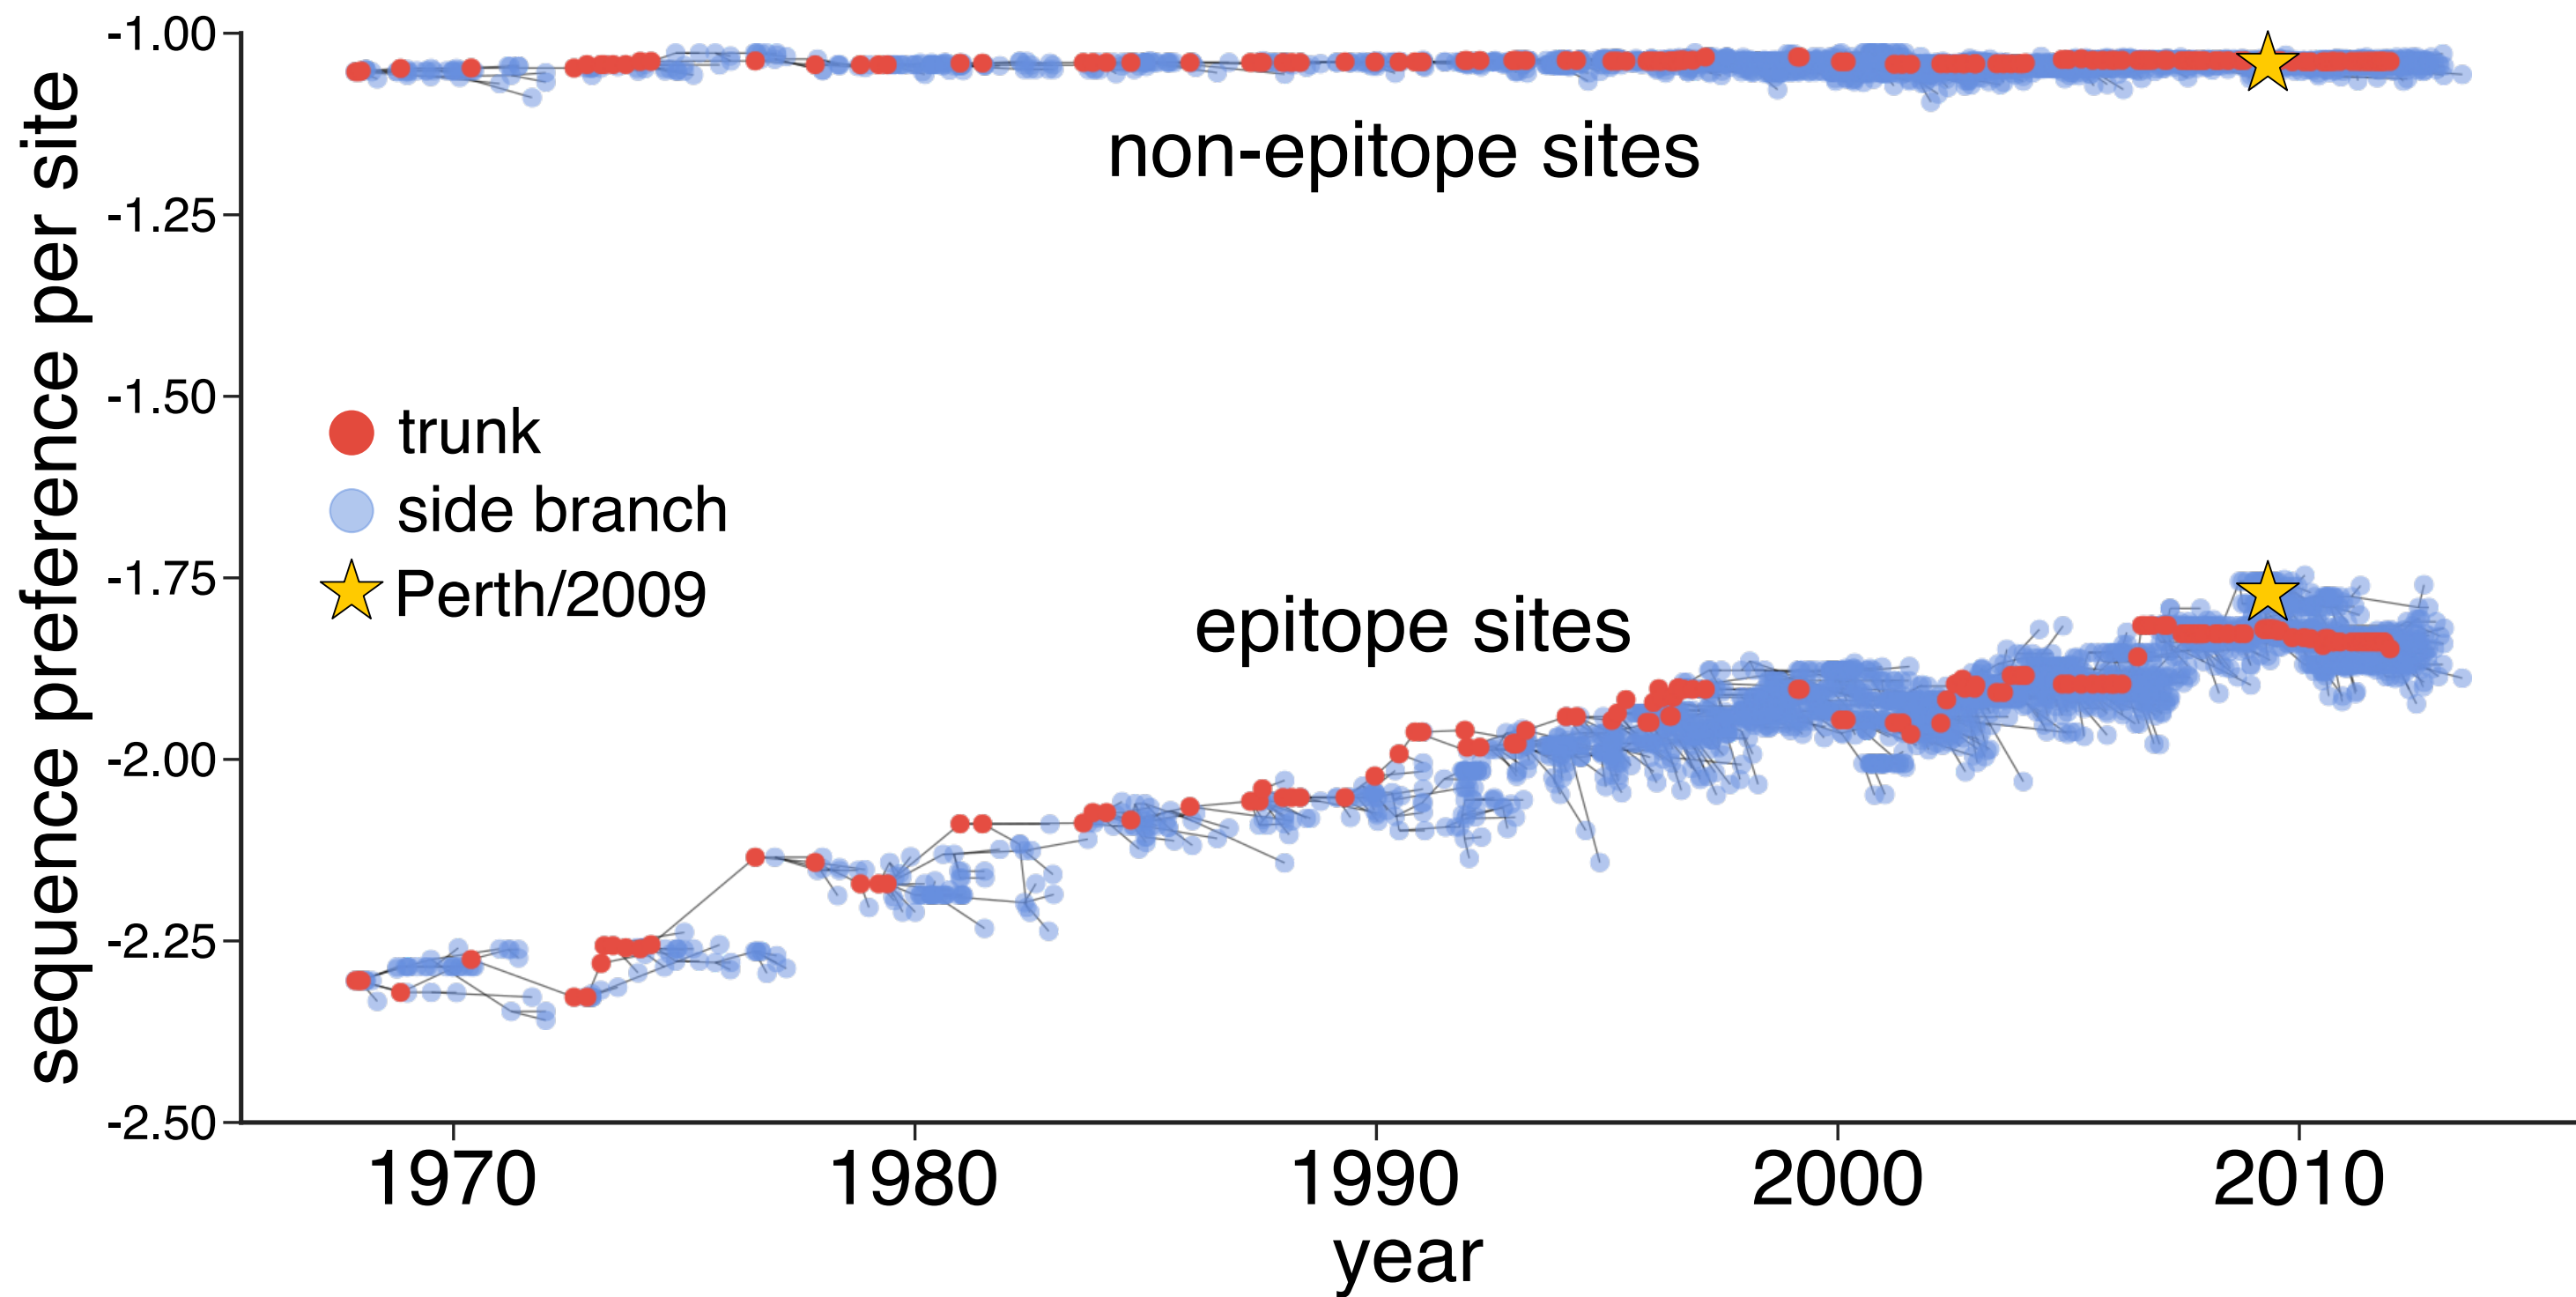 sequence preference per site
-1.00
-1.25
-1.50
-1.75
-2.00
-2.25
-2.50
non-epitope sites
trunk
side branch
Perth/2009
epitope sites
1970 1980 1990 2000 2010
year